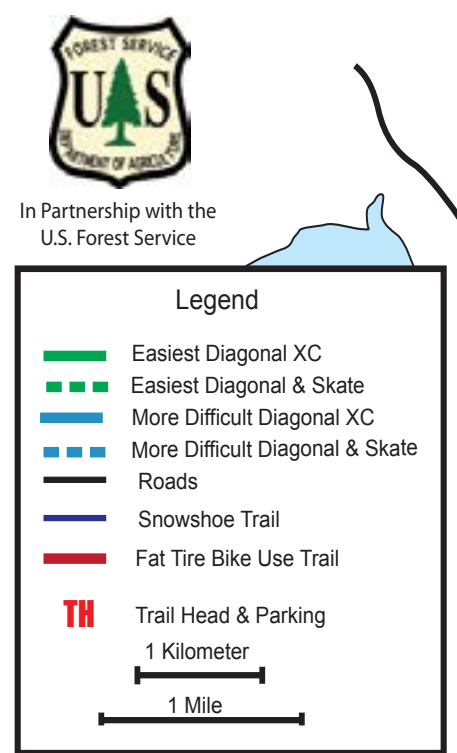 FOREST SERVICE
U S
DEPARTMENT OF AGRICULTURE
In Partnership with the
U.S. Forest Service
Legend
Easiest Diagonal XC
Easiest Diagonal & Skate
More Difficult Diagonal XC
More Difficult Diagonal & Skate
Roads
Snowshoe Trail
Fat Tire Bike Use Trail
TH Trail Head & Parking
1 Kilometer
1 Mile